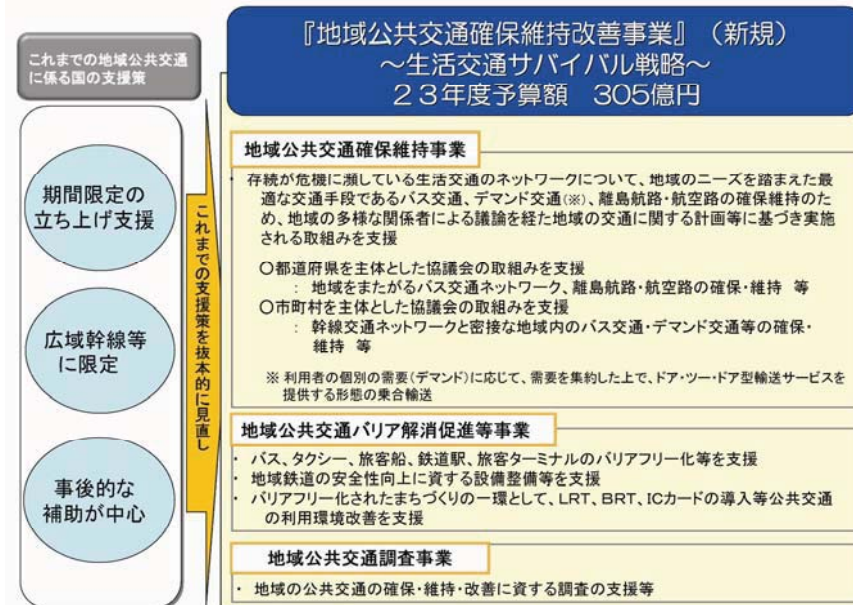 これまでの地域公共交通
に係る国の支援策
期間限定の
立ち上げ支援
広域幹線等
に限定
事後的な
補助が中心
これまでの支援策を抜本的に見直し
『地域公共交通確保維持改善事業』（新規）
～生活交通サバイバル戦略～
２３年度予算額　305億円
地域公共交通確保維持事業
・ 存続が危機に瀕している生活交通のネットワークについて、地域のニーズを踏まえた最
適な交通手段であるバス交通、デマンド交通(※)、離島航路・航空路の確保維持のた
め、地域の多様な関係者による議論を経た地域の交通に関する計画等に基づき実施
される取組みを支援
○都道府県を主体とした協議会の取組みを支援
： 地域をまたがるバス交通ネットワーク、離島航路・航空路の確保・維持 等
○市町村を主体とした協議会の取組みを支援
： 幹線交通ネットワークと密接な地域内のバス交通・デマンド交通等の確保・
維持 等
※ 利用者の個別の需要(デマンド)に応じて、需要を集約した上で、ドア・ツー・ドア型輸送サービスを
提供する形態の乗合輸送
地域公共交通バリア解消促進等事業
・ バス、タクシー、旅客船、鉄道駅、旅客ターミナルのバリアフリー化等を支援
・ 地域鉄道の安全性向上に資する設備整備等を支援
・ バリアフリー化されたまちづくりの一環として、LRT、BRT、ICカードの導入等公共交通
の利用環境改善を支援
地域公共交通調査事業
・ 地域の公共交通の確保・維持・改善に資する調査の支援等